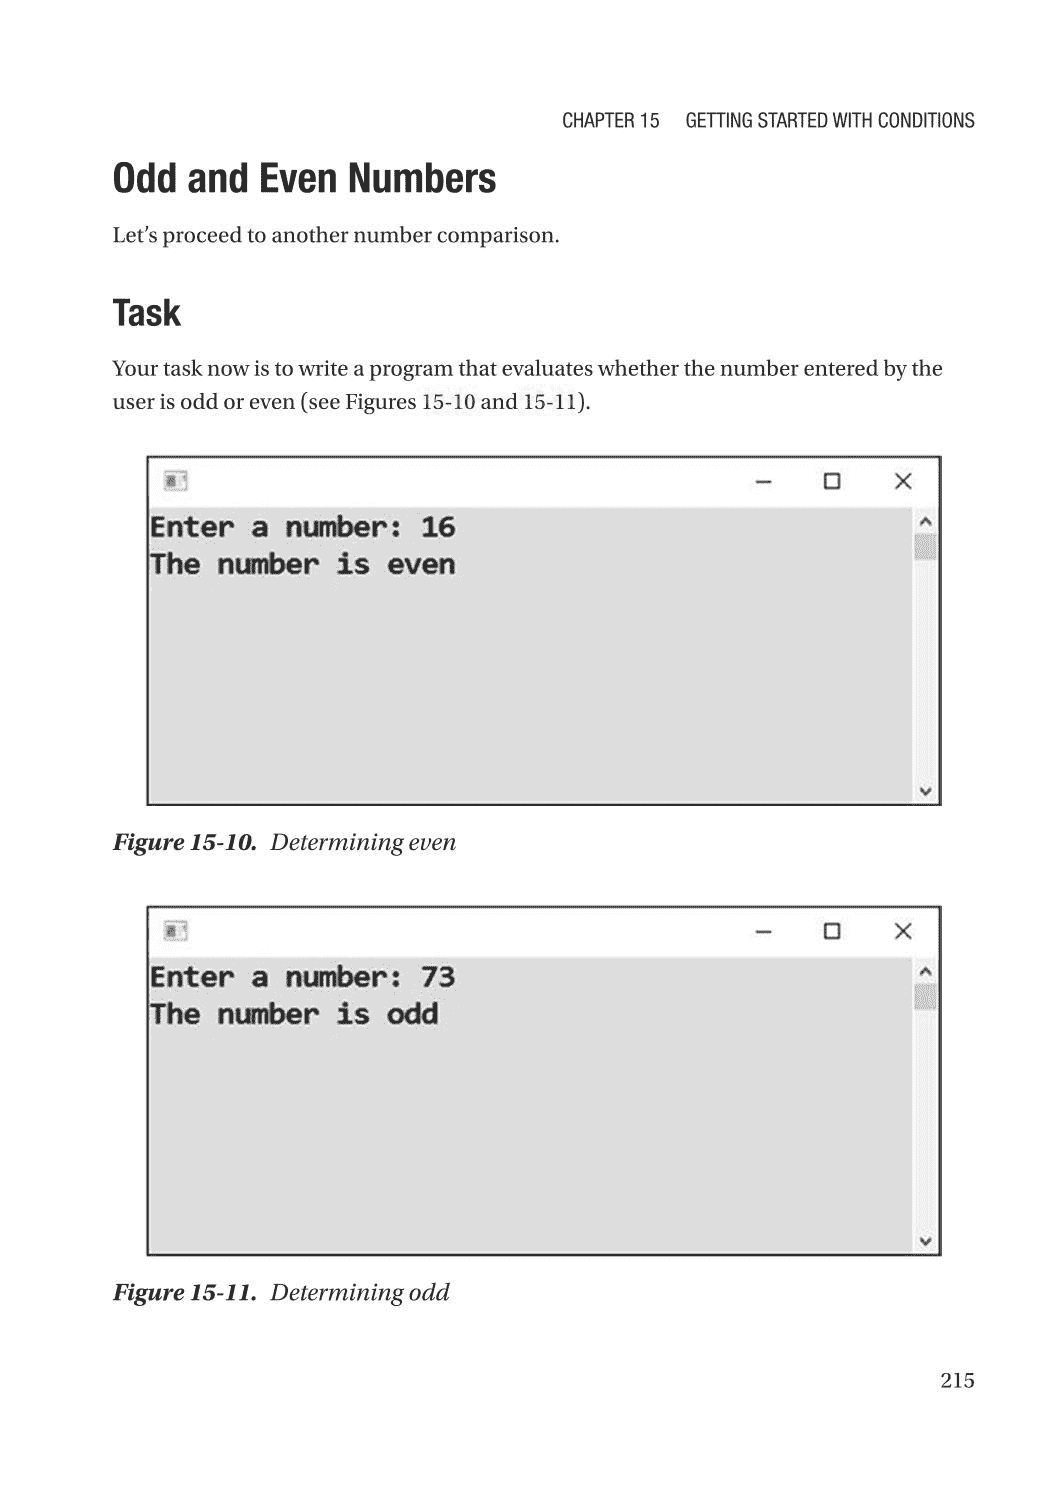 CHAPTER 15 GETTING STARTED WITH CONDITIONS
Odd and Even Numbers
Let’s proceed to another number comparison.
Task
Your task now is to write a program that evaluates whether the number entered by the
user is odd or even (see Figures 15-10 and 15-11).
Enter a number: 16
The number is even
Figure 15-10. Determining even
Enter a number: 73
The number is odd
Figure 15-11. Determining odd
215